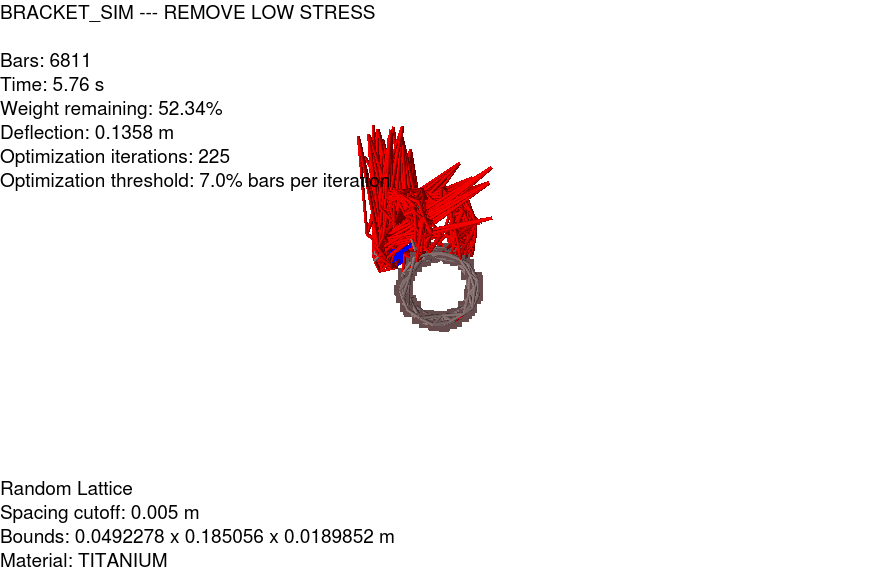 BRACKET_SIM --- REMOVE LOW STRESS
Bars: 6811
Time: 5.76 s
Weight remaining: 52.34%
Deflection: 0.1358 m
Optimization iterations: 225
Optimization threshold: 7.0% bars per iteration
Random Lattice
Spacing cutoff: 0.005 m
Bounds: 0.0492278 x 0.185056 x 0.0189852 m
Material: TITANIUM